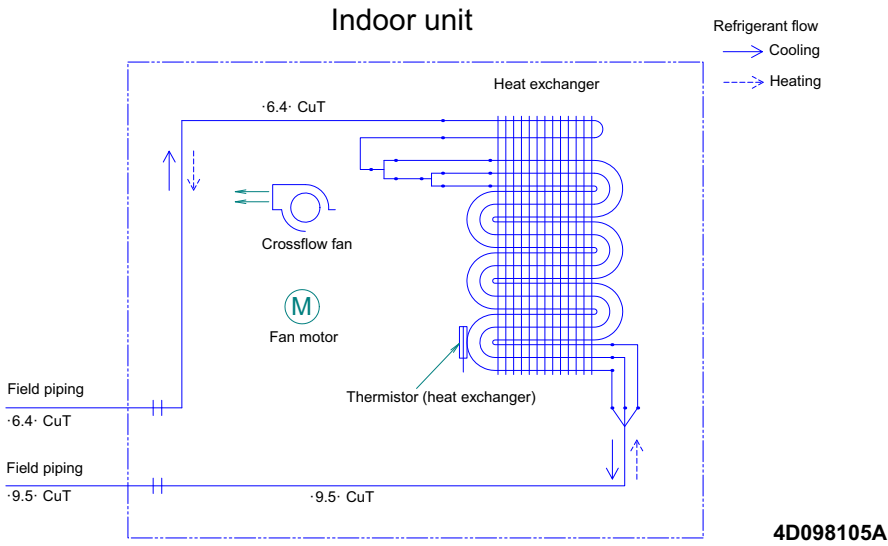 Indoor unit
Refrigerant flow
Cooling
Heating
Heat exchanger
·6.4· CuT
Crossflow fan
M
Fan motor
Thermistor (heat exchanger)
Field piping
·6.4· CuT
Field piping
·9.5· CuT
·9.5· CuT
4D098105A